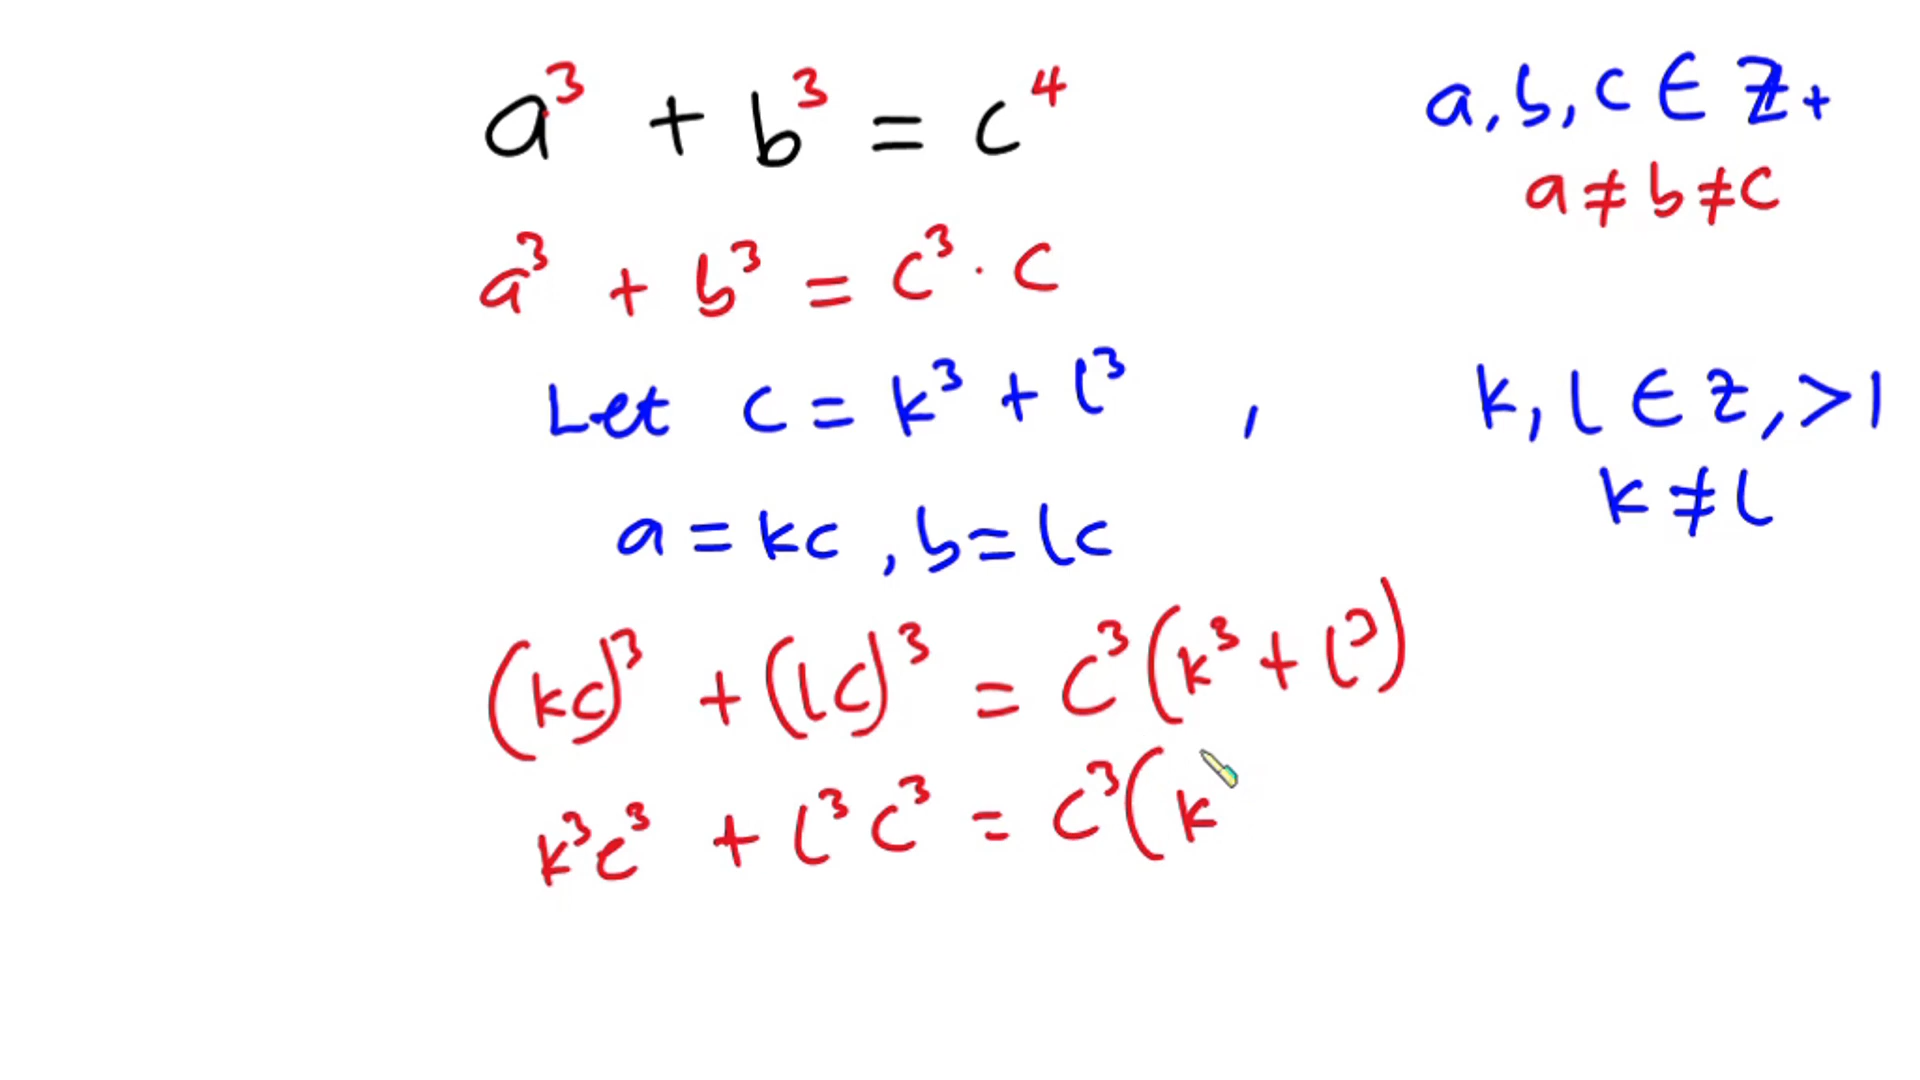 a³ + b³ = c⁴
a, b, c ∈ Z+
a ≠ b ≠ c
a³ + b³ = c³ · c
Let c = k³ + l³ ,
k, l ∈ Z, >1
k ≠ l
a = kc , b = lc
(kc)³ + (lc)³ = c³(k³ + l³)
k³c³ + l³c³ = c³(k